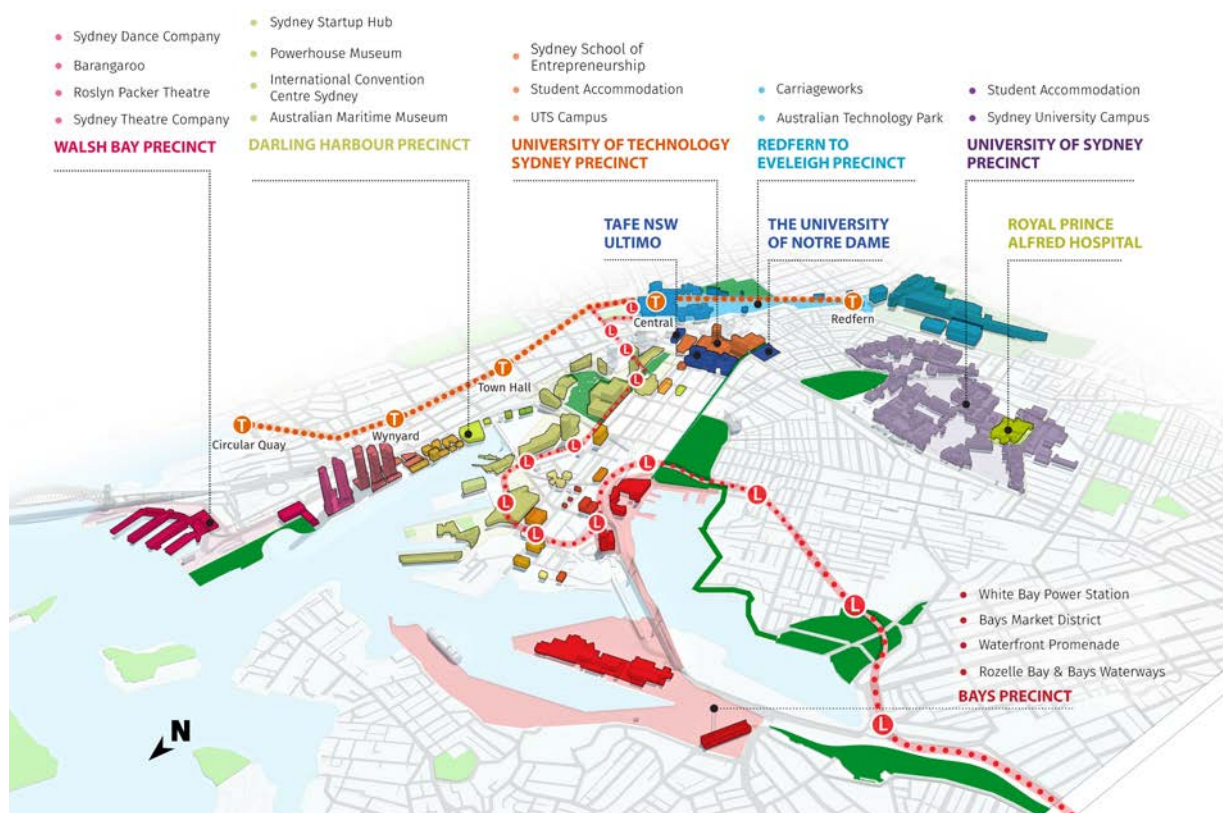 Sydney Dance Company
Barangaroo
Roslyn Packer Theatre
Sydney Theatre Company
WALSH BAY PRECINCT
Sydney Startup Hub
Powerhouse Museum
International Convention
Centre Sydney
Australian Maritime Museum
DARLING HARBOUR PRECINCT
Sydney School of
Entrepreneurship
Student Accommodation
UTS Campus
UNIVERSITY OF TECHNOLOGY
SYDNEY PRECINCT
Carriageworks
Australian Technology Park
REDFERN TO
EVELEIGH PRECINCT
Student Accommodation
Sydney University Campus
UNIVERSITY OF SYDNEY
PRECINCT
TAFE NSW
ULTIMO
THE UNIVERSITY
OF NOTRE DAME
ROYAL PRINCE
ALFRED HOSPITAL
T
Central
T
Redfern
T
Town Hall
T
Wynyard
T
Circular Quay
L
L
L
L
L
L
L
L
L
L
L
L
L
White Bay Power Station
Bays Market District
Waterfront Promenade
Rozelle Bay & Bays Waterways
BAYS PRECINCT
N